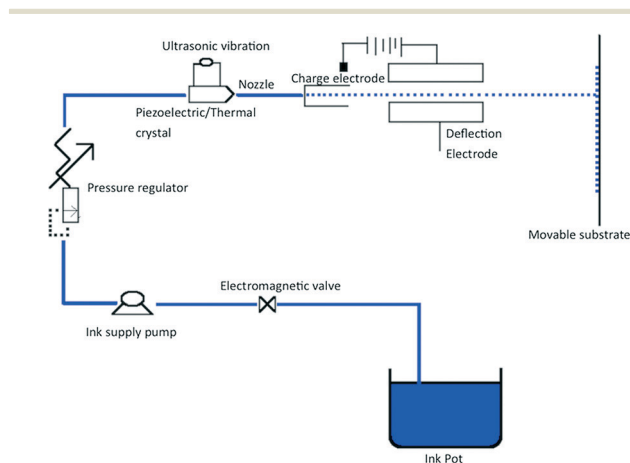 Ultrasonic vibration
Nozzle
Charge electrode
Piezoelectric/Thermal
crystal
Deflection
Electrode
Pressure regulator
Movable substrate
Electromagnetic valve
Ink supply pump
Ink Pot